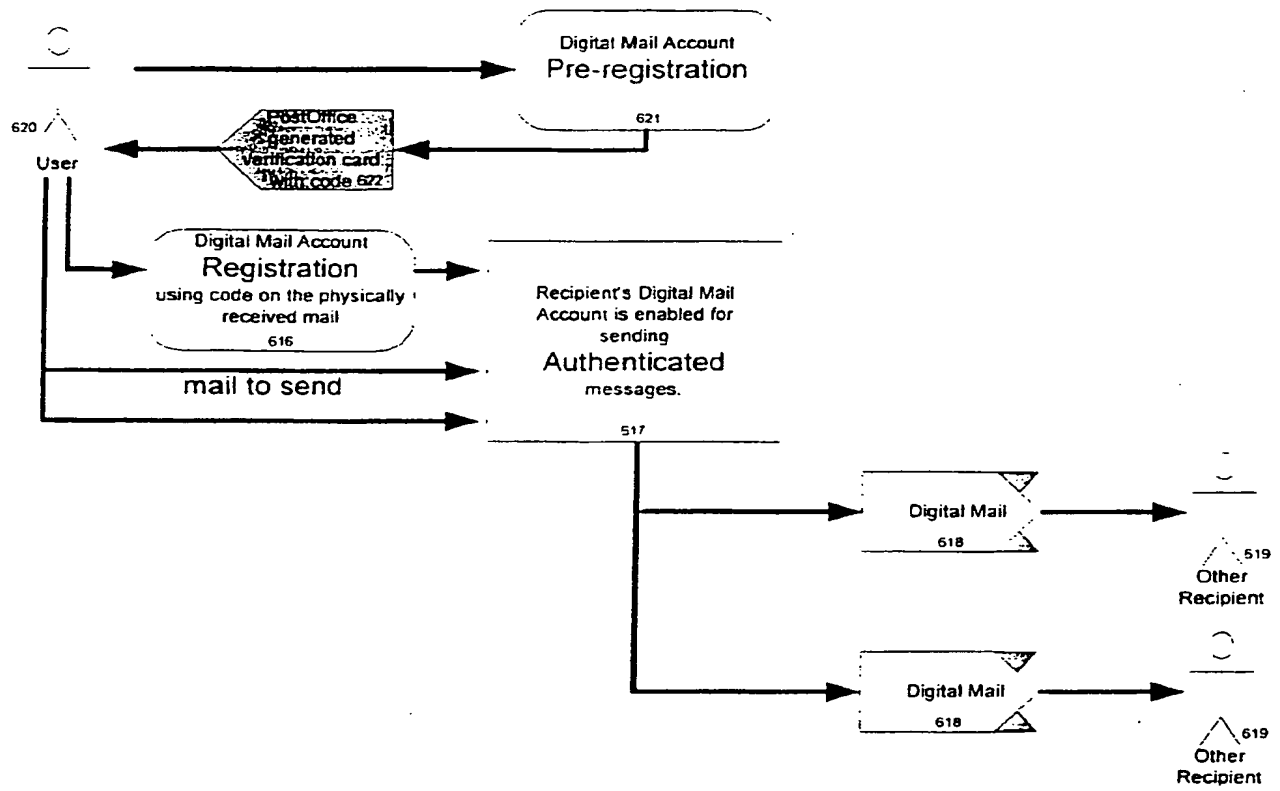 Digital Mail Account
Pre-registration
621
PostOffice
generated
verification card
with code 622
620
User
Digital Mail Account
Registration
using code on the physically
received mail
616
Recipient's Digital Mail
Account is enabled for
sending
Authenticated
messages.
517
mail to send
Digital Mail
618
519
Other
Recipient
Digital Mail
618
619
Other
Recipient